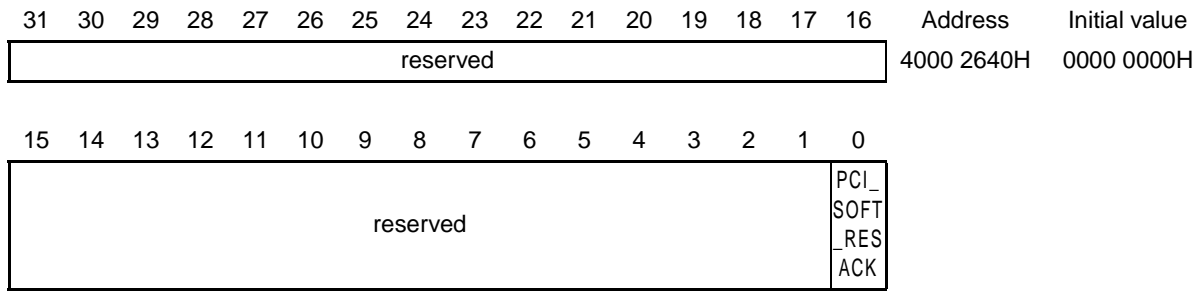 31 30 29 28 27 26 25 24 23 22 21 20 19 18 17 16 Address Initial value
reserved 4000 2640H 0000 0000H
15 14 13 12 11 10 9 8 7 6 5 4 3 2 1 0
reserved
PCI_
SOFT
_RES
ACK